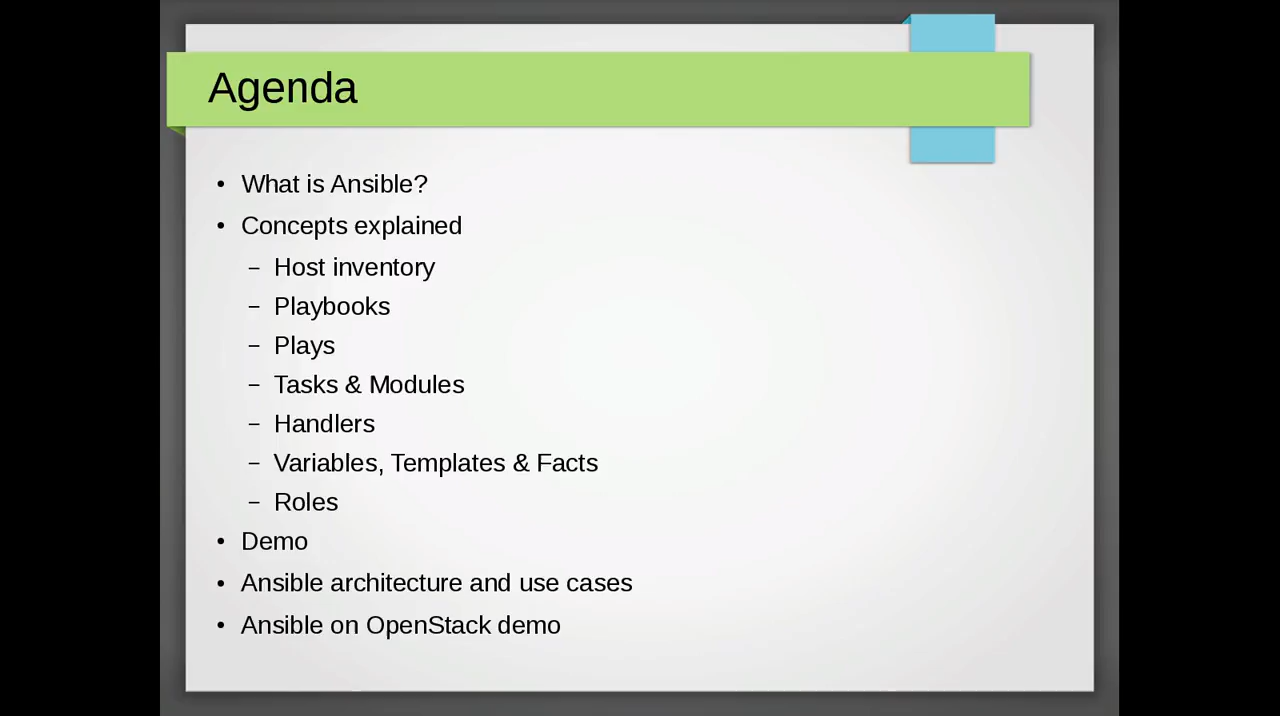 Agenda
• What is Ansible?
• Concepts explained
– Host inventory
– Playbooks
– Plays
– Tasks & Modules
– Handlers
– Variables, Templates & Facts
– Roles
• Demo
• Ansible architecture and use cases
• Ansible on OpenStack demo